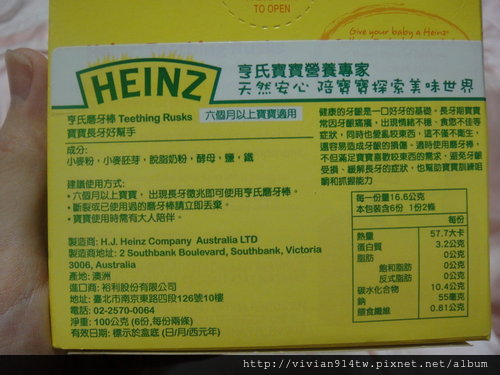 TO OPEN
Give your baby a Heinz
HEINZ
亨氏寶寶營養專家
天然安心 陪寶寶探索美味世界
亨氏磨牙棒 Teething Rusks 六個月以上寶寶適用
寶寶長牙好幫手
成分:
小麥粉,小麥胚芽,脫脂奶粉,酵母,鹽,鐵
建議使用方式:
• 六個月以上寶寶, 出現長牙徵兆即可使用亨氏磨牙棒。
• 斷裂或已使用過的磨牙棒請立即丟棄。
• 寶寶使用時需有大人陪伴。
製造商: H.J. Heinz Company Australia LTD
製造商地址: 2 Southbank Boulevard, Southbank, Victoria
3006, Australia
產地: 澳洲
進口商: 裕利股份有限公司
地址: 臺北市南京東路四段126號10樓
電話: 02-2570-0064
淨重: 100公克 (6份,每份兩條)
有效日期: 標示於盒底 (日/月/西元年)
健康的牙齦是一口好牙的基礎。長牙期寶寶
常因牙齦痛癢,出現情緒不穩、食慾不佳等
症狀,同時也愛亂咬東西,這不僅不衛生,
還容易造成牙齦的損傷。適時使用磨牙棒,
不但滿足寶寶喜歡咬東西的需求,避免牙齦
受損、緩解長牙的症狀,也幫助寶寶訓練咀
嚼和抓握能力
每一份量16.6公克
本包裝含6份 1份2條
每份
熱量 57.7大卡
蛋白質 3.2公克
脂肪 0公克
飽和脂肪 0公克
反式脂肪 0公克
碳水化合物 10.4公克
鈉 55毫克
膳食纖維 0.81公克
http://vivian914tw.pixnet.net/album